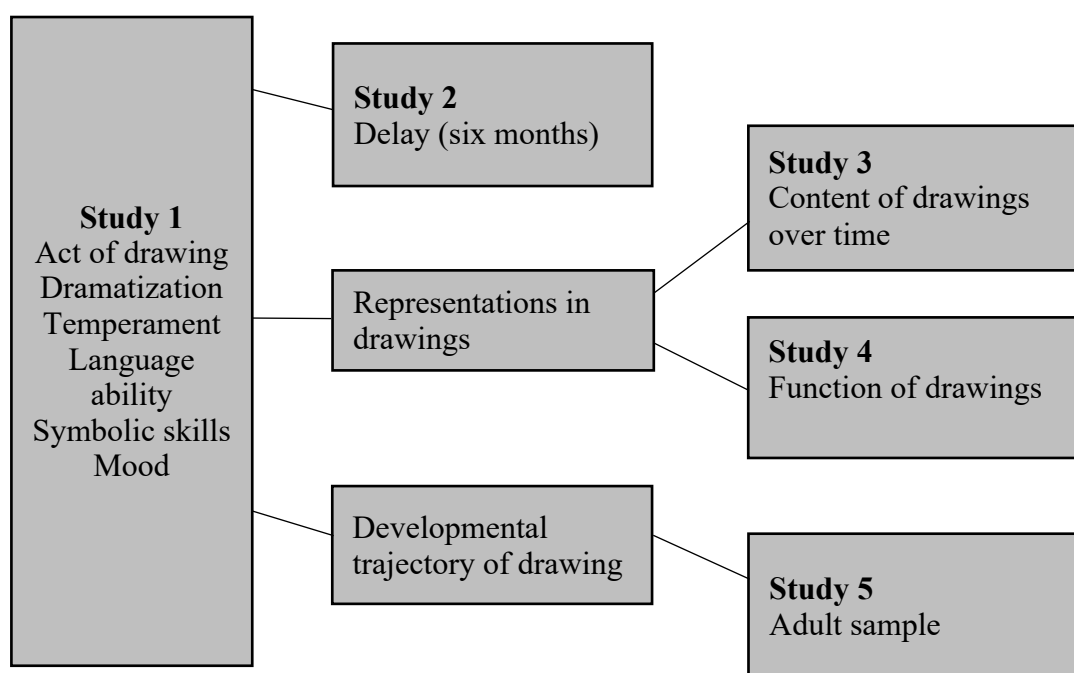 Study 1
Act of drawing
Dramatization
Temperament
Language
ability
Symbolic skills
Mood
Study 2
Delay (six months)
Representations in
drawings
Developmental
trajectory of drawing
Study 3
Content of drawings
over time
Study 4
Function of drawings
Study 5
Adult sample